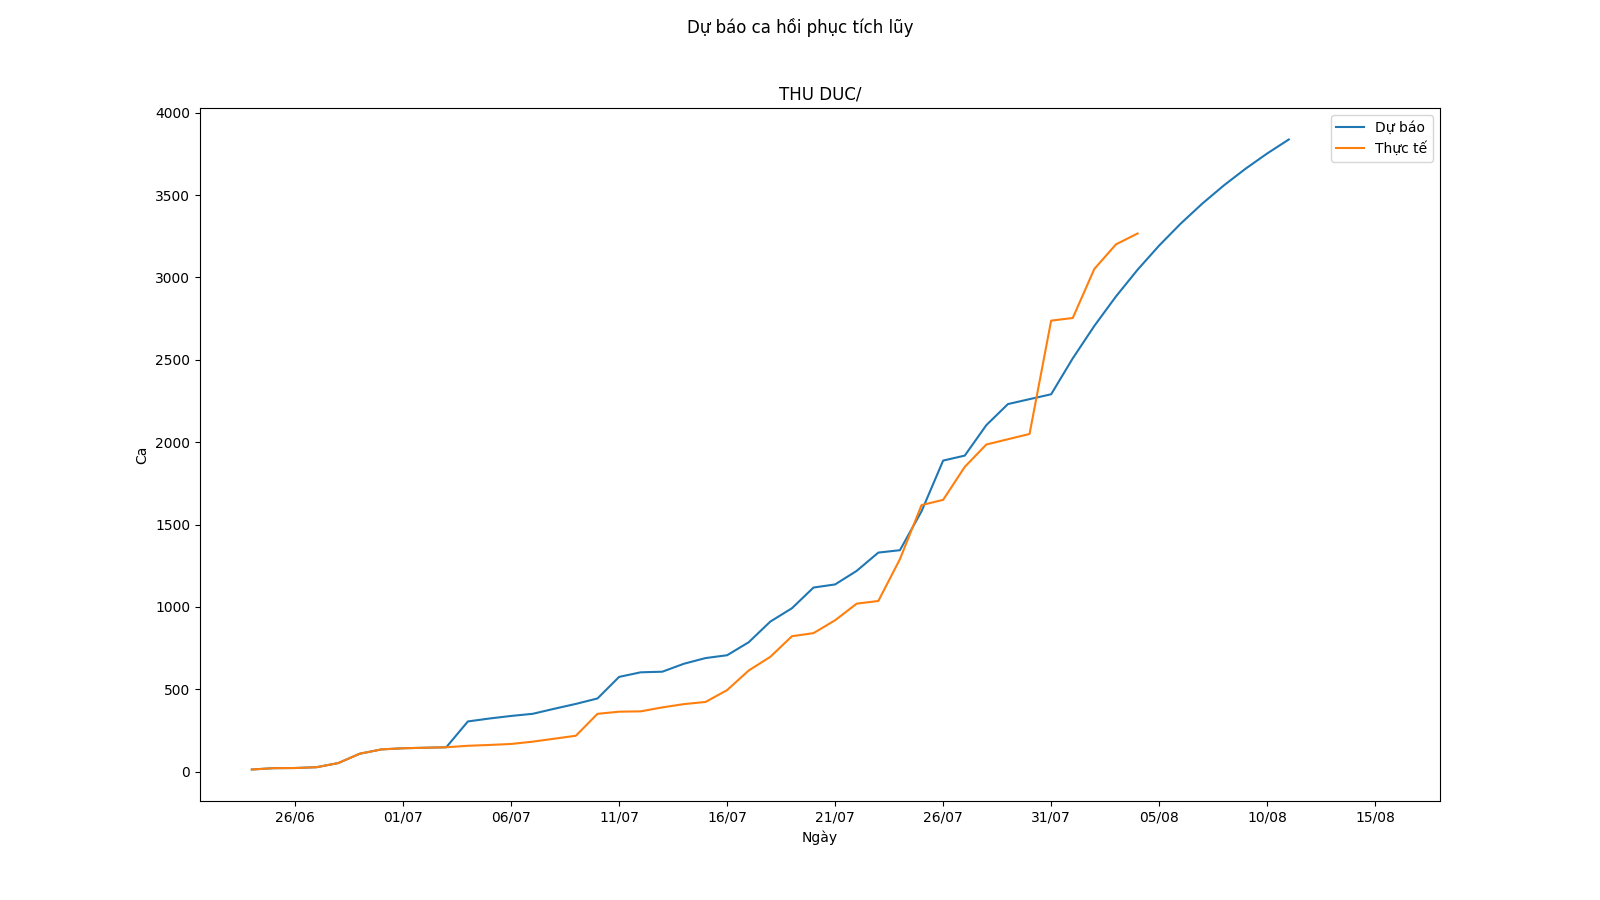 Dự báo ca hồi phục tích lũy
THU DUC/
4000
3500
3000
2500
2000
1500
1000
500
0
Ca
Dự báo
Thực tế
26/06 01/07 06/07 11/07 16/07 21/07 26/07 31/07 05/08 10/08 15/08
Ngày